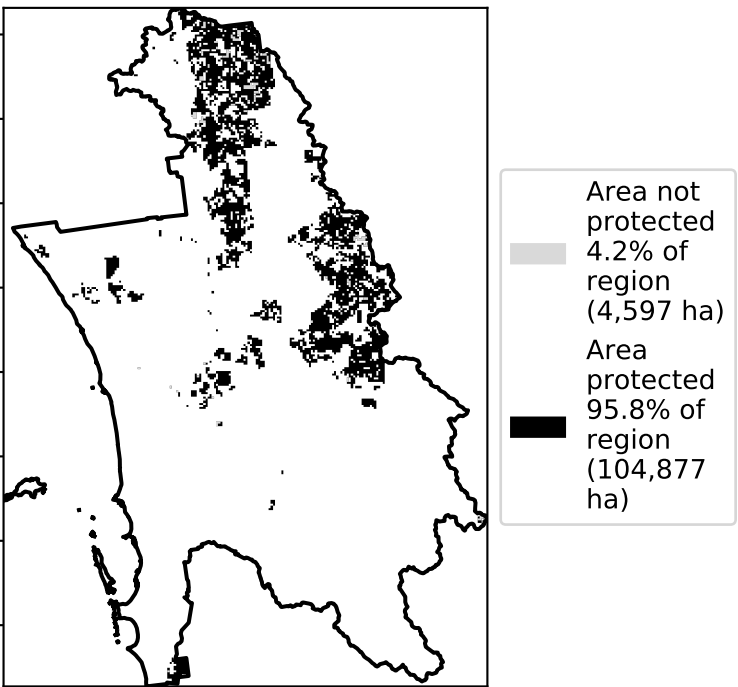 Area not
protected
4.2% of
region
(4,597 ha)
Area
protected
95.8% of
region
(104,877
ha)